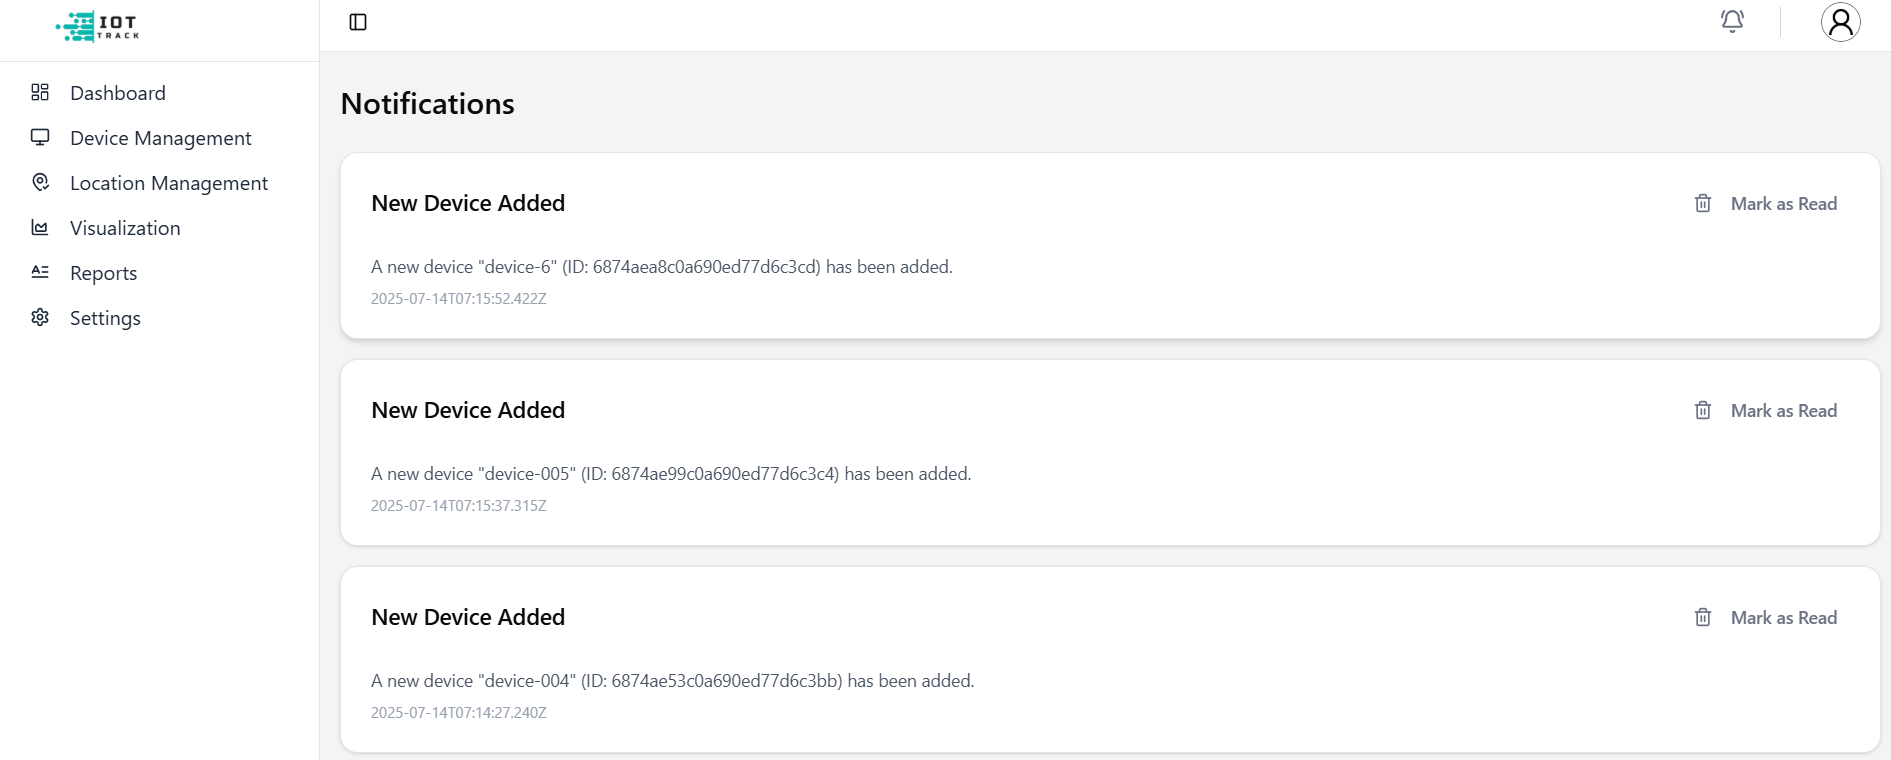 IOT
TRACK
Dashboard
Device Management
Location Management
Visualization
Reports
Settings
Notifications
New Device Added
Mark as Read
A new device "device-6" (ID: 6874aea8c0a690ed77d6c3cd) has been added.
2025-07-14T07:15:52.422Z
New Device Added
Mark as Read
A new device "device-005" (ID: 6874ae99c0a690ed77d6c3c4) has been added.
2025-07-14T07:15:37.315Z
New Device Added
Mark as Read
A new device "device-004" (ID: 6874ae53c0a690ed77d6c3bb) has been added.
2025-07-14T07:14:27.240Z